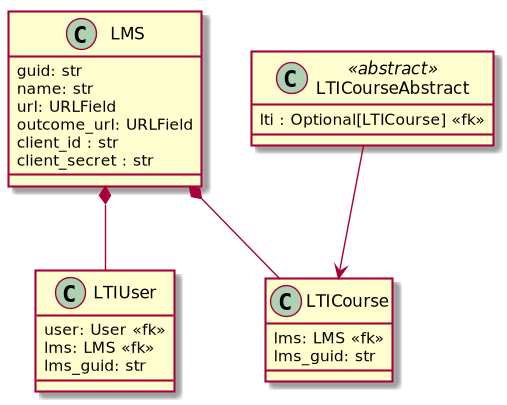 C LMS
guid: str
name: str
url: URLField
outcome_url: URLField
client_id : str
client_secret : str
C «abstract»
LTICourseAbstract
lti : Optional[LTICourse] «fk»
C LTIUser
user: User «fk»
lms: LMS «fk»
lms_guid: str
C LTICourse
lms: LMS «fk»
lms_guid: str